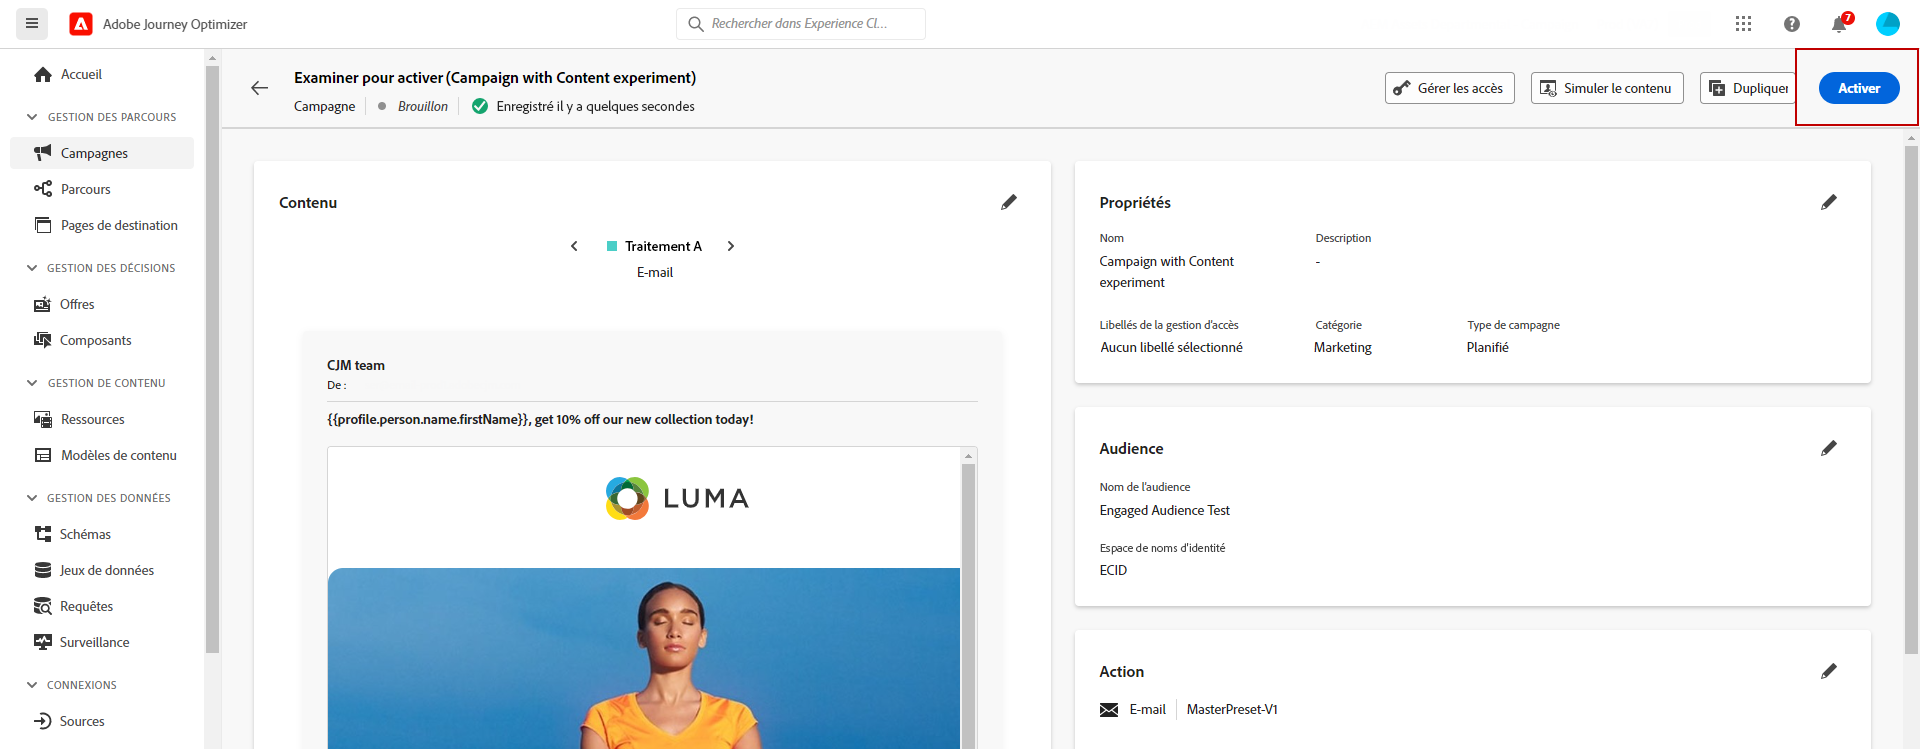 Adobe Journey Optimizer
Rechercher dans Experience Cl...
7
Accueil
GESTION DES PARCOURS
Campagnes
Parcours
Pages de destination
GESTION DES DÉCISIONS
Offres
Composants
GESTION DE CONTENU
Ressources
Modèles de contenu
GESTION DES DONNÉES
Schémas
Jeux de données
Requêtes
Surveillance
CONNEXIONS
Sources
Examiner pour activer (Campaign with Content experiment)
Campagne Brouillon Enregistré il y a quelques secondes
Gérer les accès Simuler le contenu Dupliquer Activer
Contenu
Traitement A
E-mail
CJM team
De :
{{profile.person.name.firstName}}, get 10% off our new collection today!
LUMA
Propriétés
Nom Description
Campaign with Content experiment -
Libellés de la gestion d'accès Catégorie Type de campagne
Aucun libellé sélectionné Marketing Planifié
Audience
Nom de l'audience
Engaged Audience Test
Espace de noms d'identité
ECID
Action
E-mail MasterPreset-V1